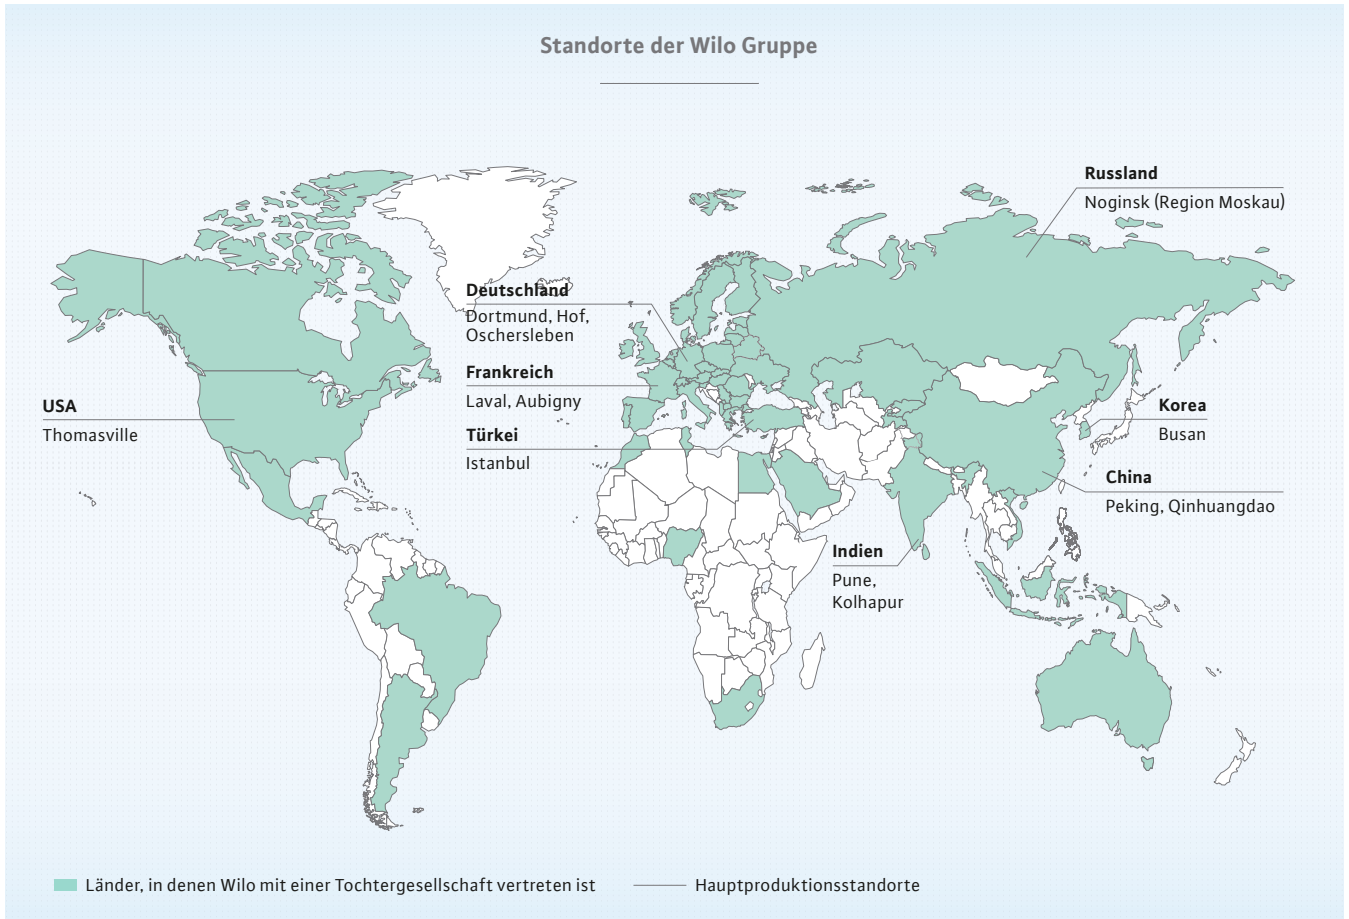 Standorte der Wilo Gruppe
Russland
Noginsk (Region Moskau)
Deutschland
Dortmund, Hof,
Oschersleben
Frankreich
Laval, Aubigny
USA
Thomasville
Türkei
Istanbul
Korea
Busan
China
Peking, Qinhuangdao
Indien
Pune,
Kolhapur
Länder, in denen Wilo mit einer Tochtergesellschaft vertreten ist
Hauptproduktionsstandorte